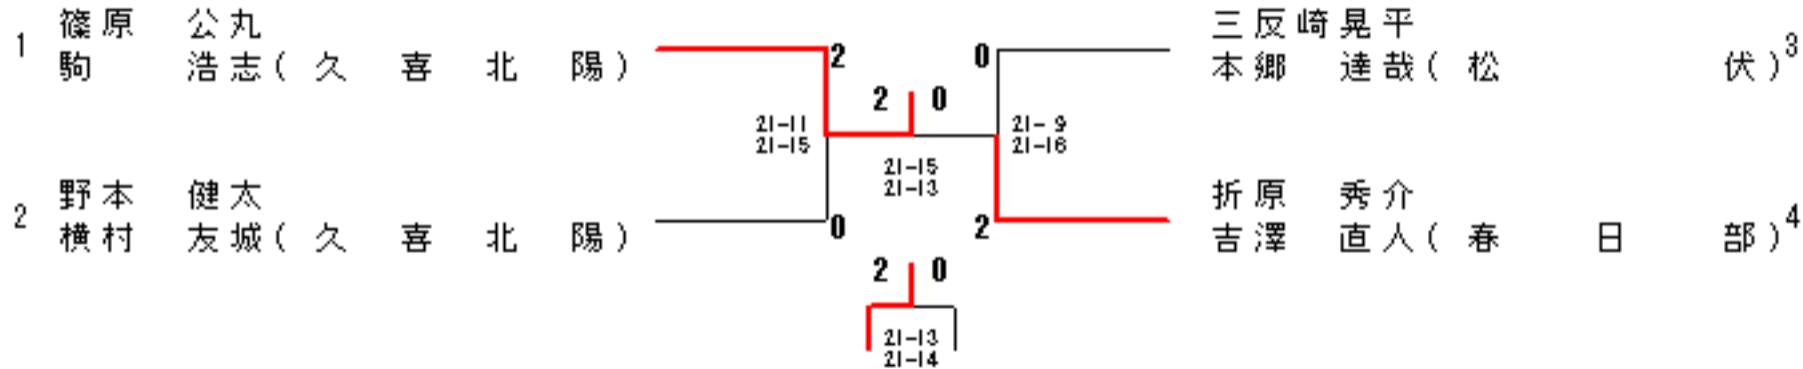 1
篠原 公丸
駒 浩志(久喜北陽)
2
野本 健太
横村 友城(久喜北陽)
2
0
21-11
21-15
2 0
21-15
21-13
0
2
21- 9
21-16
三反崎晃平
本郷 達哉(松伏)
3
折原 秀介
吉澤 直人(春日部)
4
2 0
21-13
21-14